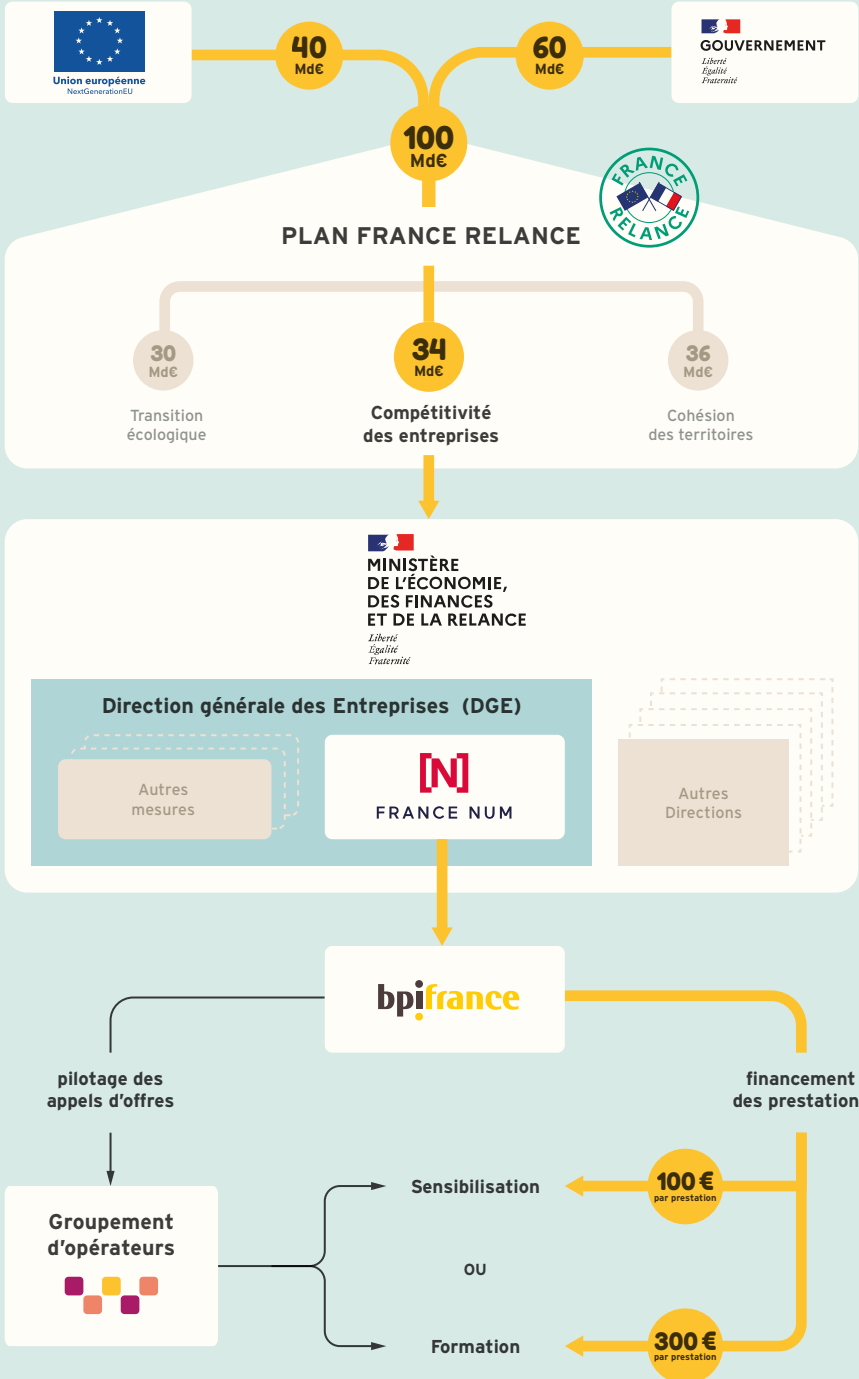 Union européenne
NextGenerationEU
40
Md€
60
Md€
GOUVERNEMENT
Liberté
Égalité
Fraternité
100
Md€
FRANCE
RELANCE
PLAN FRANCE RELANCE
30
Md€
34
Md€
36
Md€
Transition
écologique
Compétitivité
des entreprises
Cohésion
des territoires
MINISTÈRE
DE L'ÉCONOMIE,
DES FINANCES
ET DE LA RELANCE
Liberté
Égalité
Fraternité
Direction générale des Entreprises (DGE)
Autres
mesures
[N]
FRANCE NUM
Autres
Directions
bpifrance
pilotage des
appels d'offres
financement
des prestation
Groupement
d'opérateurs
Sensibilisation
100 €
par prestation
ou
Formation
300 €
par prestation